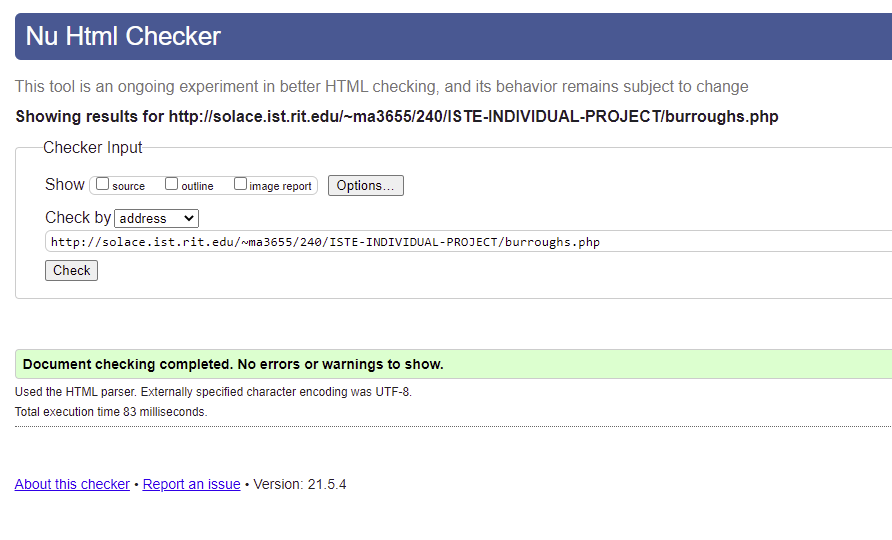 Nu Html Checker
This tool is an ongoing experiment in better HTML checking, and its behavior remains subject to change
Showing results for http://solace.ist.rit.edu/~ma3655/240/ISTE-INDIVIDUAL-PROJECT/burroughs.php
Checker Input
Show source outline image report Options...
Check by address
http://solace.ist.rit.edu/~ma3655/240/ISTE-INDIVIDUAL-PROJECT/burroughs.php
Check
Document checking completed. No errors or warnings to show.
Used the HTML parser. Externally specified character encoding was UTF-8.
Total execution time 83 milliseconds.
About this checker • Report an issue • Version: 21.5.4